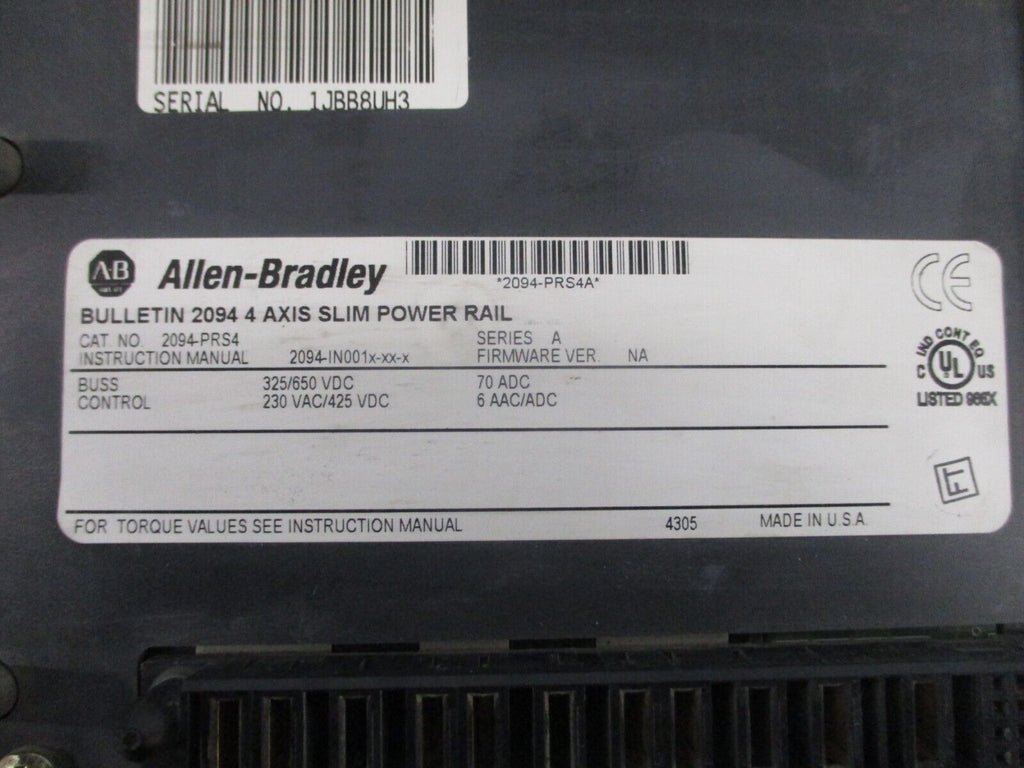 SERIAL NO. 1JBB8UH3
AB Allen-Bradley
*2094-PRS4A*
BULLETIN 2094 4 AXIS SLIM POWER RAIL
CAT. NO. 2094-PRS4 SERIES A
INSTRUCTION MANUAL 2094-IN001x-xx-x FIRMWARE VER. NA
BUSS 325/650 VDC 70 ADC
CONTROL 230 VAC/425 VDC 6 AAC/ADC
FOR TORQUE VALUES SEE INSTRUCTION MANUAL 4305 MADE IN U.S.A.
CE
IND CONT EQ
C UL US
LISTED